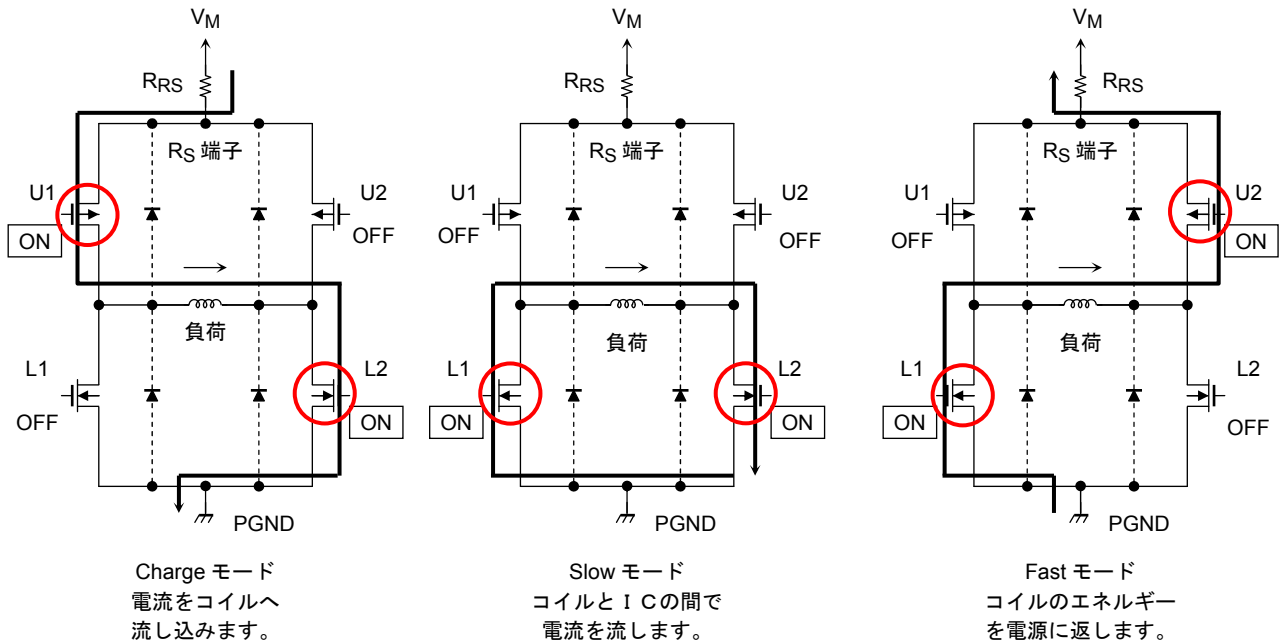 VM
RRS
RS 端子
U1
U2
ON
OFF
負荷
L1
L2
OFF
ON
PGND
Charge モード
電流をコイルへ
流し込みます。
VM
RRS
RS 端子
U1
U2
OFF
OFF
負荷
L1
L2
ON
ON
PGND
Slow モード
コイルとＩＣの間で
電流を流します。
VM
RRS
RS 端子
U1
U2
OFF
ON
負荷
L1
L2
ON
OFF
PGND
Fast モード
コイルのエネルギー
を電源に返します。